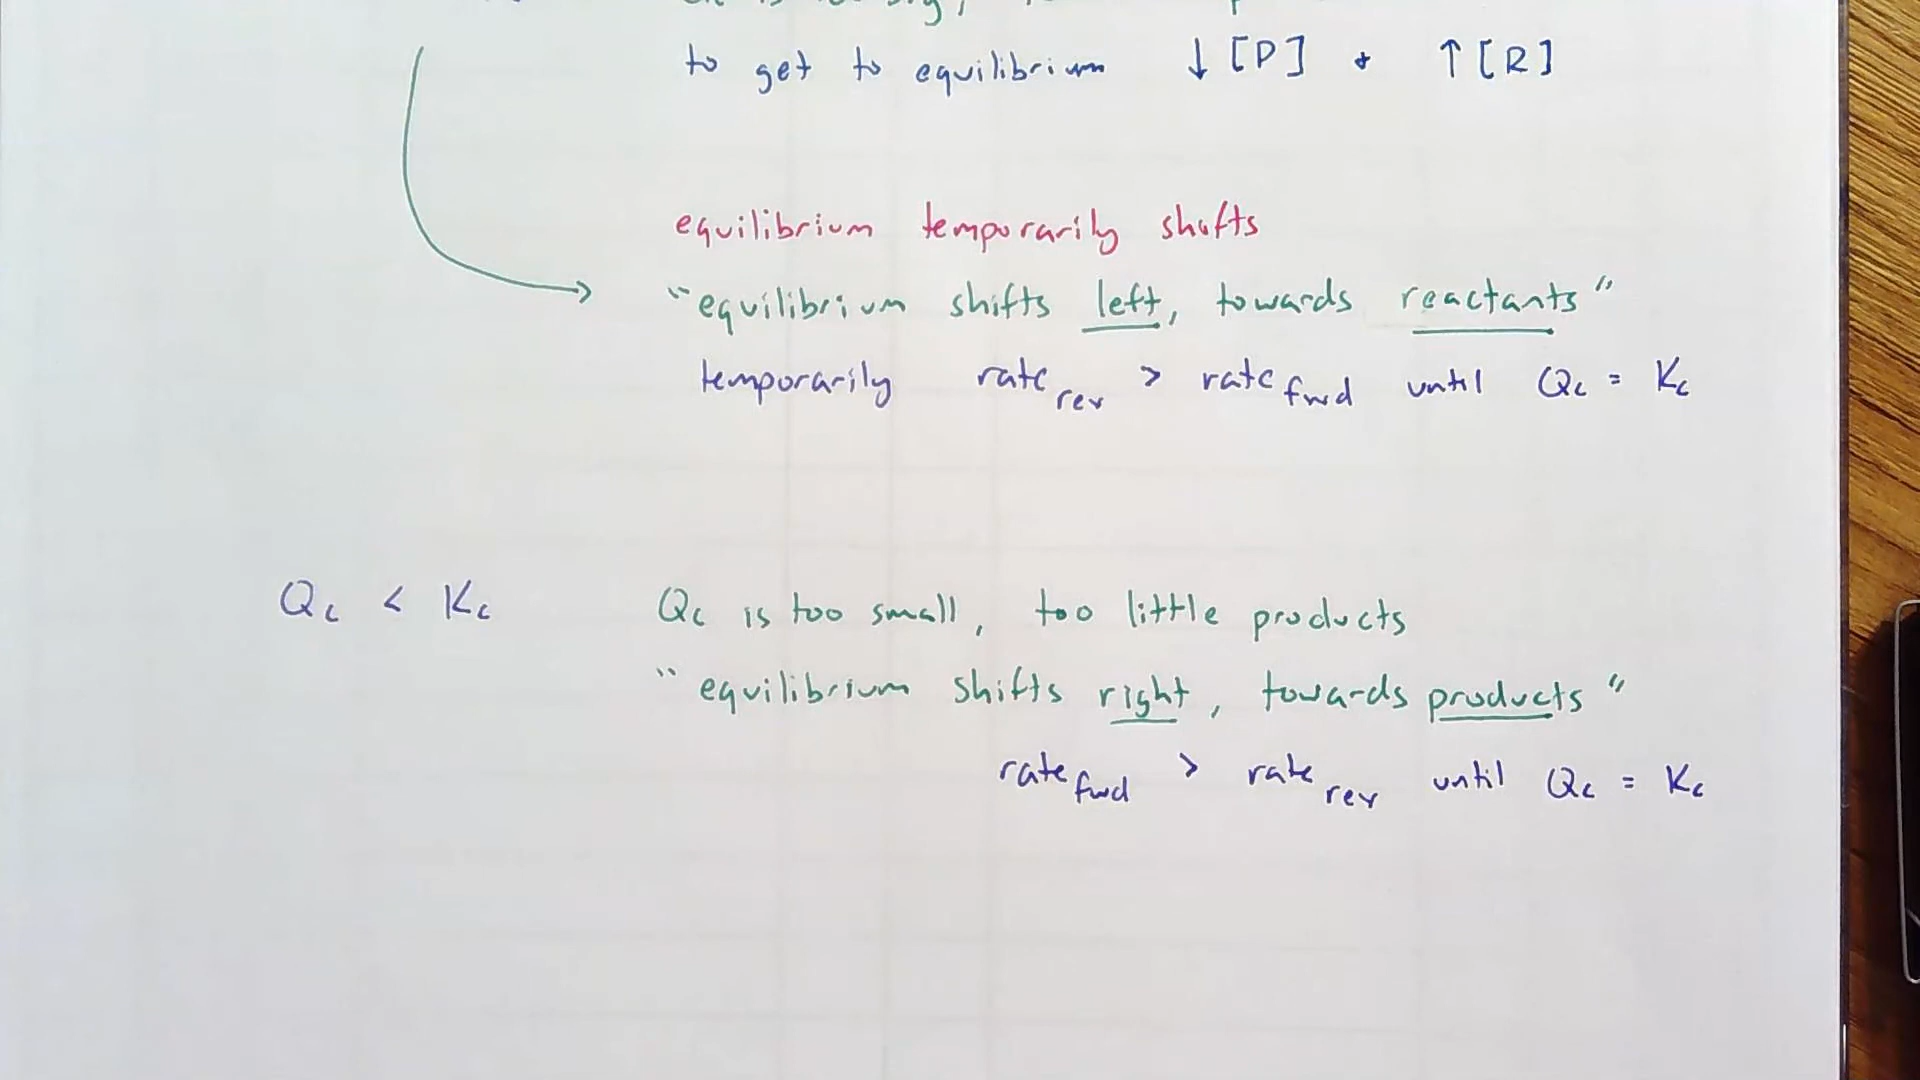 to get to equilibrium ↓[P] + ↑[R]
equilibrium temporarily shifts
"equilibrium shifts left, towards reactants"
temporarily rate rev > rate fwd until Qc = Kc
Qc < Kc Qc is too small, too little products
"equilibrium shifts right, towards products"
rate fwd > rate rev until Qc = Kc